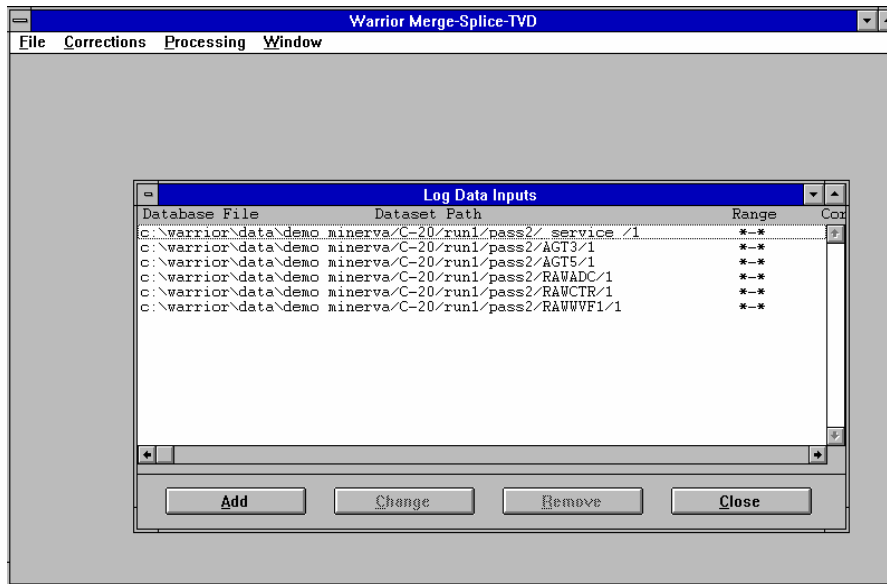 Warrior Merge-Splice-TVD
File Corrections Processing Window
Log Data Inputs
Database File Dataset Path Range Cor
c:\warrior\data\demo minerva/C-20/run1/pass2/_service_/1 *-*
c:\warrior\data\demo minerva/C-20/run1/pass2/AGT3/1 *-*
c:\warrior\data\demo minerva/C-20/run1/pass2/AGT5/1 *-*
c:\warrior\data\demo minerva/C-20/run1/pass2/RAWADC/1 *-*
c:\warrior\data\demo minerva/C-20/run1/pass2/RAWCTR/1 *-*
c:\warrior\data\demo minerva/C-20/run1/pass2/RAWWVF1/1 *-*
Add Change Remove Close